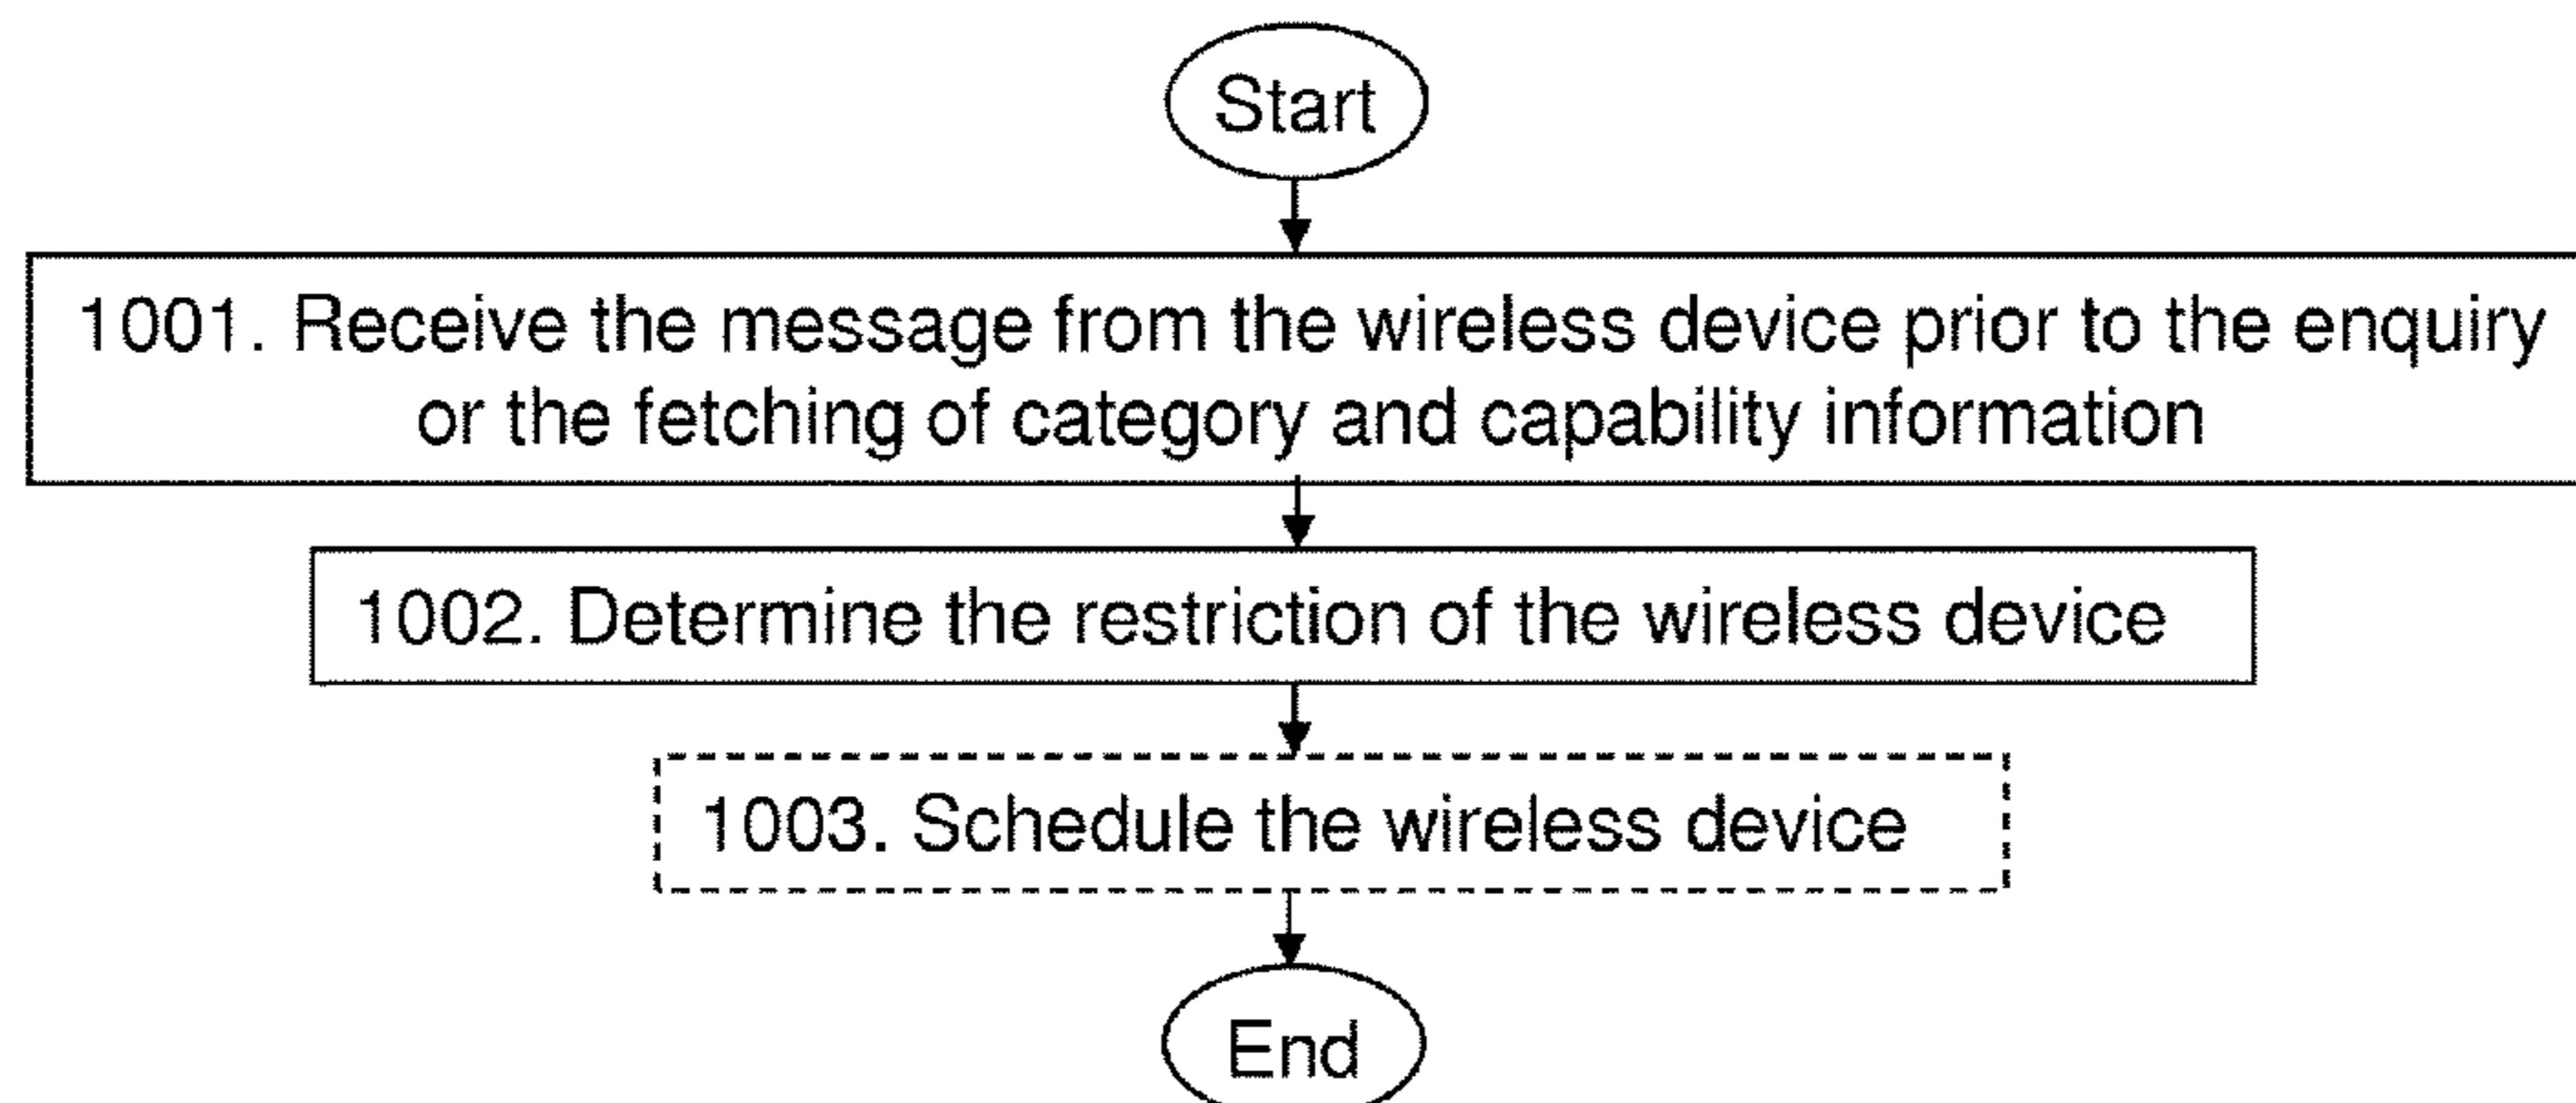 Start
1001. Receive the message from the wireless device prior to the enquiry
or the fetching of category and capability information
1002. Determine the restriction of the wireless device
1003. Schedule the wireless device
End